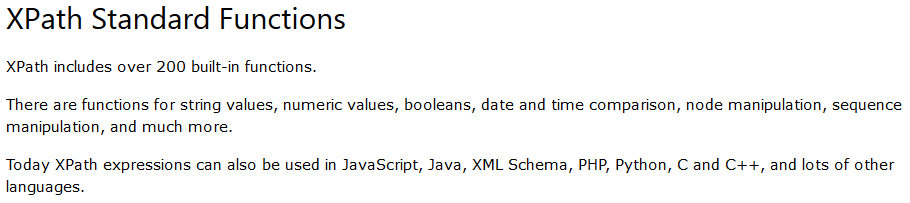 XPath Standard Functions
XPath includes over 200 built-in functions.
There are functions for string values, numeric values, booleans, date and time comparison, node manipulation, sequence
manipulation, and much more.
Today XPath expressions can also be used in JavaScript, Java, XML Schema, PHP, Python, C and C++, and lots of other
languages.